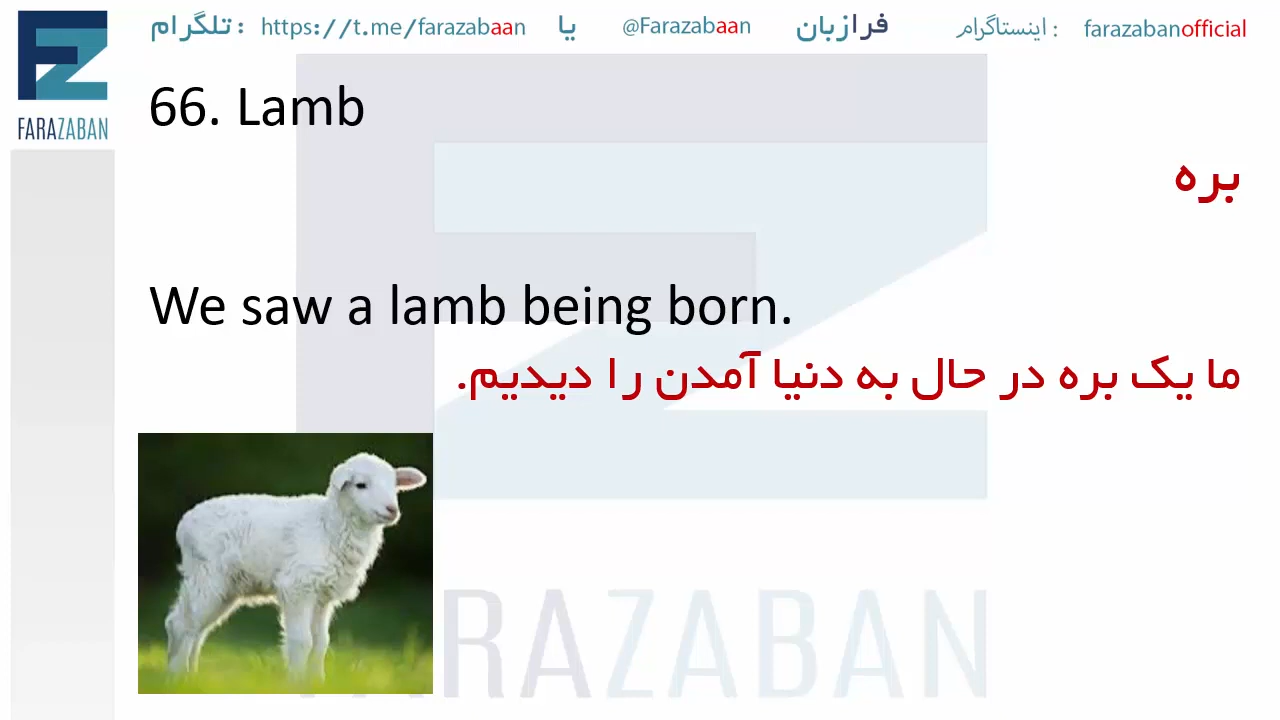 تلگرام : https://t.me/farazabaan یا @Farazabaan فرازبان اینستاگرام : farazabanofficial
FARAZABAN
66. Lamb
بره
We saw a lamb being born.
ما یک بره در حال به دنیا آمدن را دیدیم.
FARAZABAN